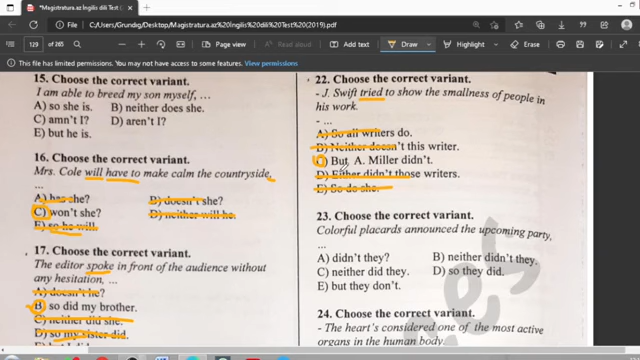 *Magistratura.az İngilis dili Test (
C:/Users/Grundig/Desktop/Magistratura.az%20Ingilis%20dili%20Test%20(2019).pdf
File
129
of 265
Page view
Read aloud
Add text
Draw
Highlight
Erase
This file has limited permissions. You may not have access to some features.
View permissions
15. Choose the correct variant.
I am able to breed my son myself, …
A) so she is. B) neither does she.
C) amn't I? D) aren't I?
E) but he is.
16. Choose the correct variant.
Mrs. Cole will have to make calm the countryside,
…
A) has she? B) doesn't she?
C) won't she? D) neither will he.
E) so he will.
17. Choose the correct variant.
The editor spoke in front of the audience without
any hesitation, …
A) doesn't he?
B) so did my brother.
C) neither did she.
D) so my sister did.
22. Choose the correct variant.
- J. Swift tried to show the smallness of people in
his work.
- …
A) So all writers do.
B) Neither doesn't this writer.
C) But A. Miller didn't.
D) Either didn't those writers.
E) So do she.
23. Choose the correct variant.
Colorful placards announced the upcoming party,
…
A) didn't they? B) neither didn't they.
C) neither did they. D) so they did.
E) but they don't.
24. Choose the correct variant.
- The heart's considered one of the most active
organs in the human body.